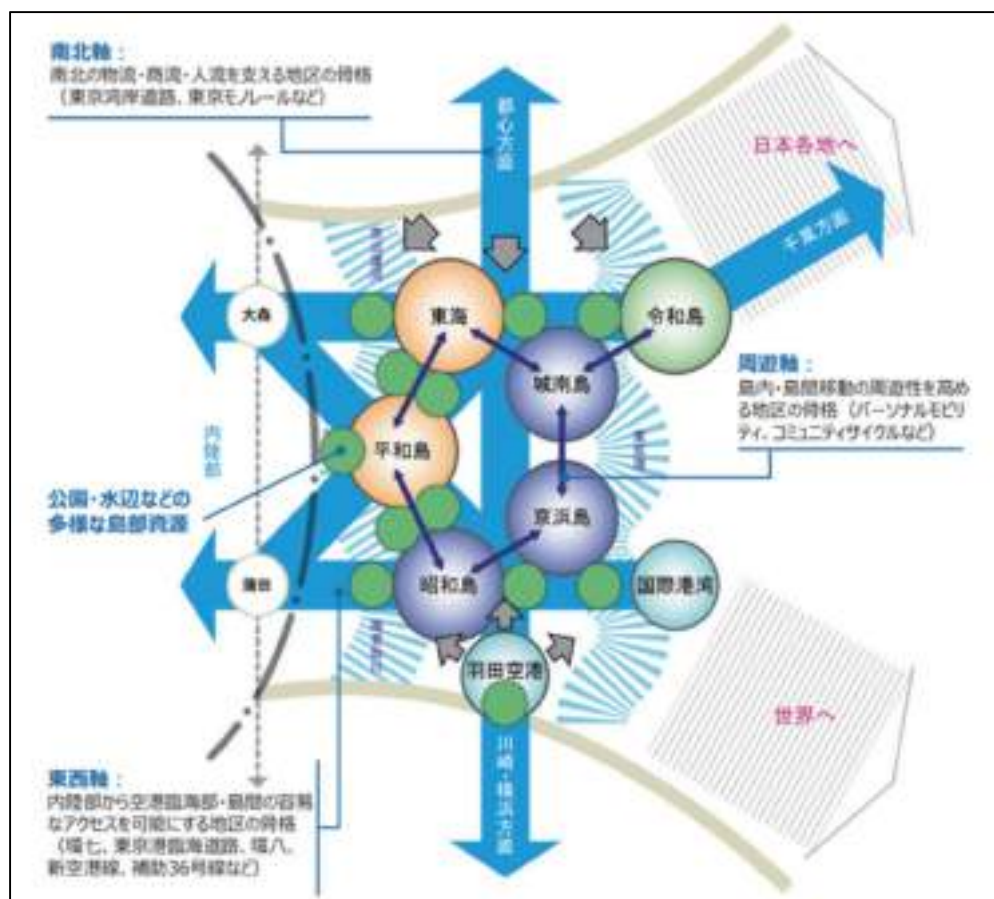 南北軸：
南北の物流・商流・人流を支える地区の骨格
（東京湾岸道路、東京モノレールなど）
都心方面
日本各地へ
千葉方面
大森
東海
令和島
城南島
周遊軸：
島内・島間移動の周遊性を高め
る地区の骨格（パーソナルモビリ
ティ、コミュニティサイクルなど）
内陸部
平和島
公園・水辺などの
多様な島部資源
京浜島
蒲田
昭和島
国際港湾
羽田空港
世界へ
川崎・横浜方面
東西軸：
内陸部から空港臨海部・島間の容易
なアクセスを可能にする地区の骨格
（環七、東京港臨海道路、環八、
新空港線、補助36号線など）